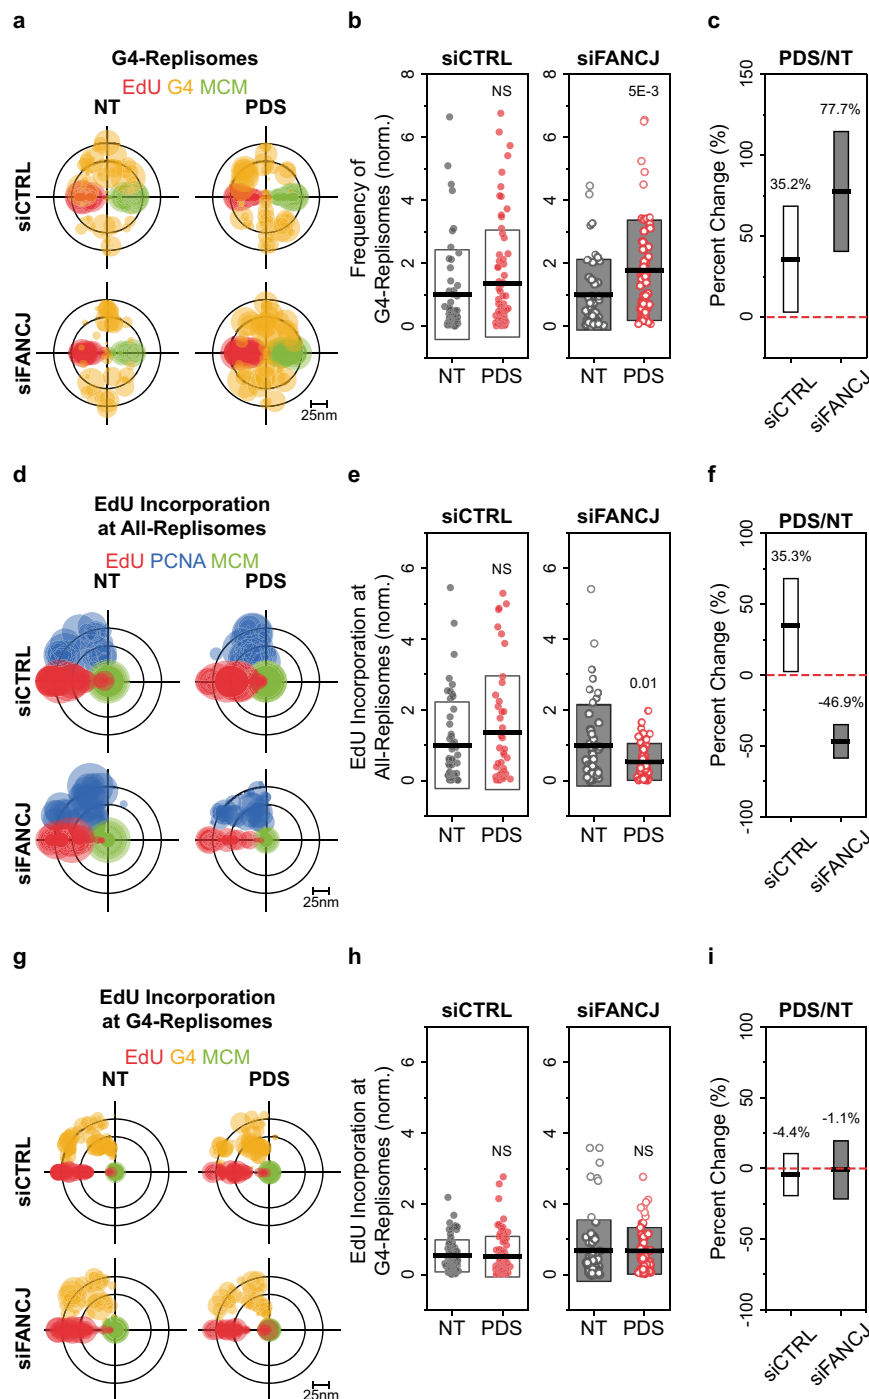 a
G4-Replisomes
EdU G4 MCM
NT PDS
siCTRL
siFANCJ
25nm
b
siCTRL siFANCJ
Frequency of
G4-Replisomes (norm.)
8 8
6 6
4 4
2 2
0 0
NS 5E-3
NT PDS NT PDS
c
PDS/NT
Percent Change (%)
150
100
50
0
35.2% 77.7%
siCTRL siFANCJ
d
EdU Incorporation
at All-Replisomes
EdU PCNA MCM
NT PDS
siCTRL
siFANCJ
25nm
e
siCTRL siFANCJ
EdU Incorporation at
All-Replisomes (norm.)
6 6
4 4
2 2
0 0
NS 0.01
NT PDS NT PDS
f
PDS/NT
Percent Change (%)
100
50
0
-50
-100
35.3% -46.9%
siCTRL siFANCJ
g
EdU Incorporation
at G4-Replisomes
EdU G4 MCM
NT PDS
siCTRL
siFANCJ
25nm
h
siCTRL siFANCJ
EdU Incorporation at
G4-Replisomes (norm.)
6 6
4 4
2 2
0 0
NS NS
NT PDS NT PDS
i
PDS/NT
Percent Change (%)
100
50
0
-50
-100
-4.4% -1.1%
siCTRL siFANCJ